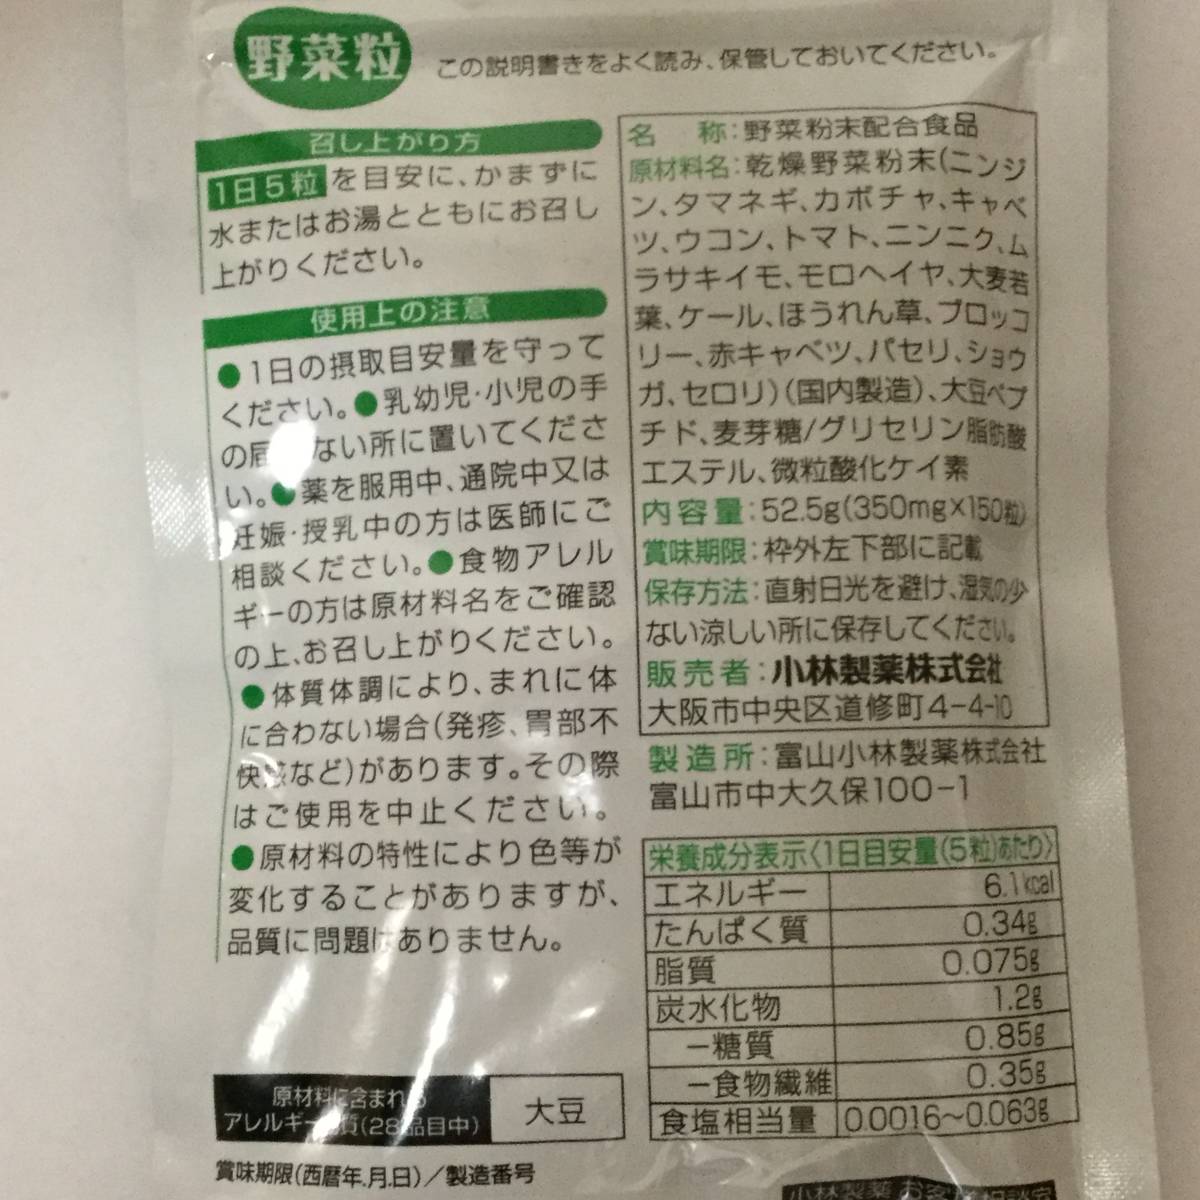 野菜粒
この説明書きをよく読み、保管しておいてください。
召し上がり方
1日5粒を目安に、かまずに
水またはお湯とともにお召し
上がりください。
使用上の注意
●1日の摂取目安量を守って
ください。●乳幼児・小児の手
の届 ない所に置いてくださ
い。●薬を服用中、通院中又は
妊娠・授乳中の方は医師にご
相談ください。●食物アレル
ギーの方は原材料名をご確認
の上、お召し上がりください。
●体質体調により、まれに体
に合わない場合(発疹、胃部不
快感など)があります。その際
はご使用を中止ください。
●原材料の特性により色等が
変化することがありますが、
品質に問題はありません。
原材料に含まれる
アレルギー物質(28品目中)
大豆
賞味期限(西暦年.月.日)/製造番号
名 称:野菜粉末配合食品
原材料名:乾燥野菜粉末(ニンジ
ン、タマネギ、カボチャ、キャベ
ツ、ウコン、トマト、ニンニク、ム
ラサキイモ、モロヘイヤ、大麦若
葉、ケール、ほうれん草、ブロッコ
リー、赤キャベツ、パセリ、ショウ
ガ、セロリ)(国内製造)、大豆ペプ
チド、麦芽糖/グリセリン脂肪酸
エステル、微粒酸化ケイ素
内容量:52.5g(350mg×150粒)
賞味期限:枠外左下部に記載
保存方法:直射日光を避け、湿気の少
ない涼しい所に保存してください。
販売者:小林製薬株式会社
大阪市中央区道修町4-4-10
製造所:富山小林製薬株式会社
富山市中大久保100-1
栄養成分表示〈1日目安量(5粒)あたり〉
エネルギー 6.1kcal
たんぱく質 0.34g
脂質 0.075g
炭水化物 1.2g
ー糖質 0.85g
ー食物繊維 0.35g
食塩相当量 0.0016〜0.063g
小林製薬 お客